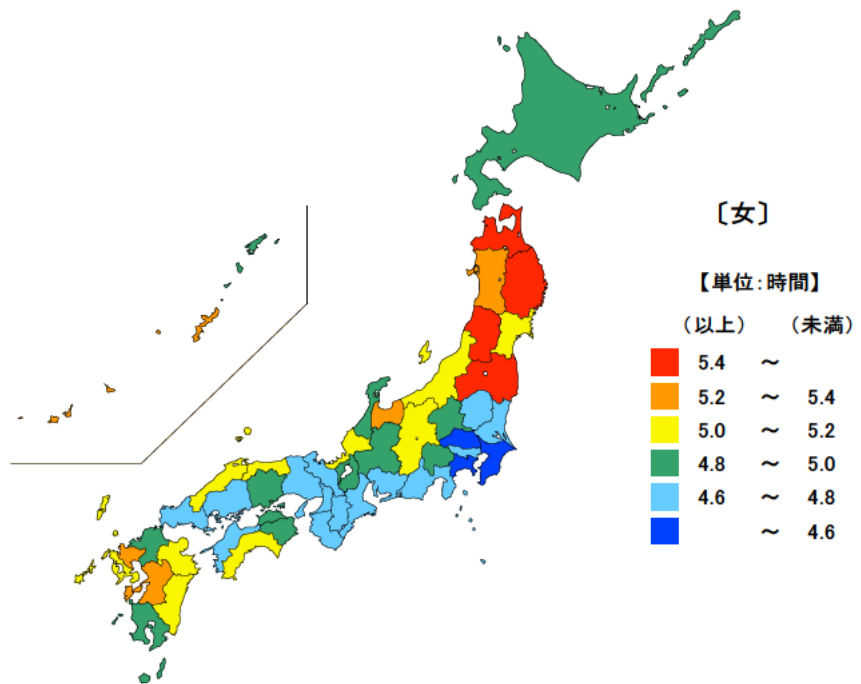 〔女〕
【単位:時間】
（以上） （未満）
5.4 ～
5.2 ～ 5.4
5.0 ～ 5.2
4.8 ～ 5.0
4.6 ～ 4.8
～ 4.6